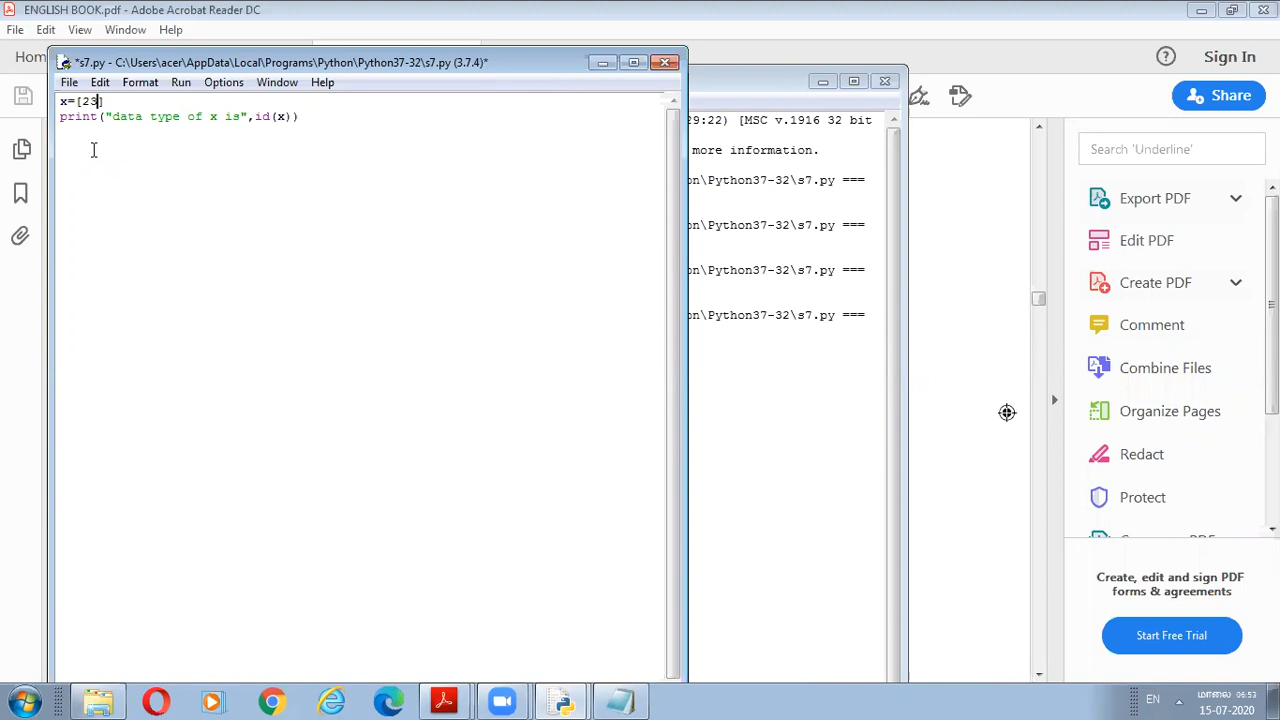 ENGLISH BOOK.pdf - Adobe Acrobat Reader DC
File Edit View Window Help
Hom
Sign In
Share
*s7.py - C:\Users\acer\AppData\Local\Programs\Python\Python37-32\s7.py (3.7.4)*
File Edit Format Run Options Window Help
x=[23]
print("data type of x is",id(x))
29:22) [MSC v.1916 32 bit
more information.
on\Python37-32\s7.py ===
on\Python37-32\s7.py ===
on\Python37-32\s7.py ===
on\Python37-32\s7.py ===
Search 'Underline'
Export PDF
Edit PDF
Create PDF
Comment
Combine Files
Organize Pages
Redact
Protect
Create, edit and sign PDF
forms & agreements
Start Free Trial
EN
06:53
15-07-2020